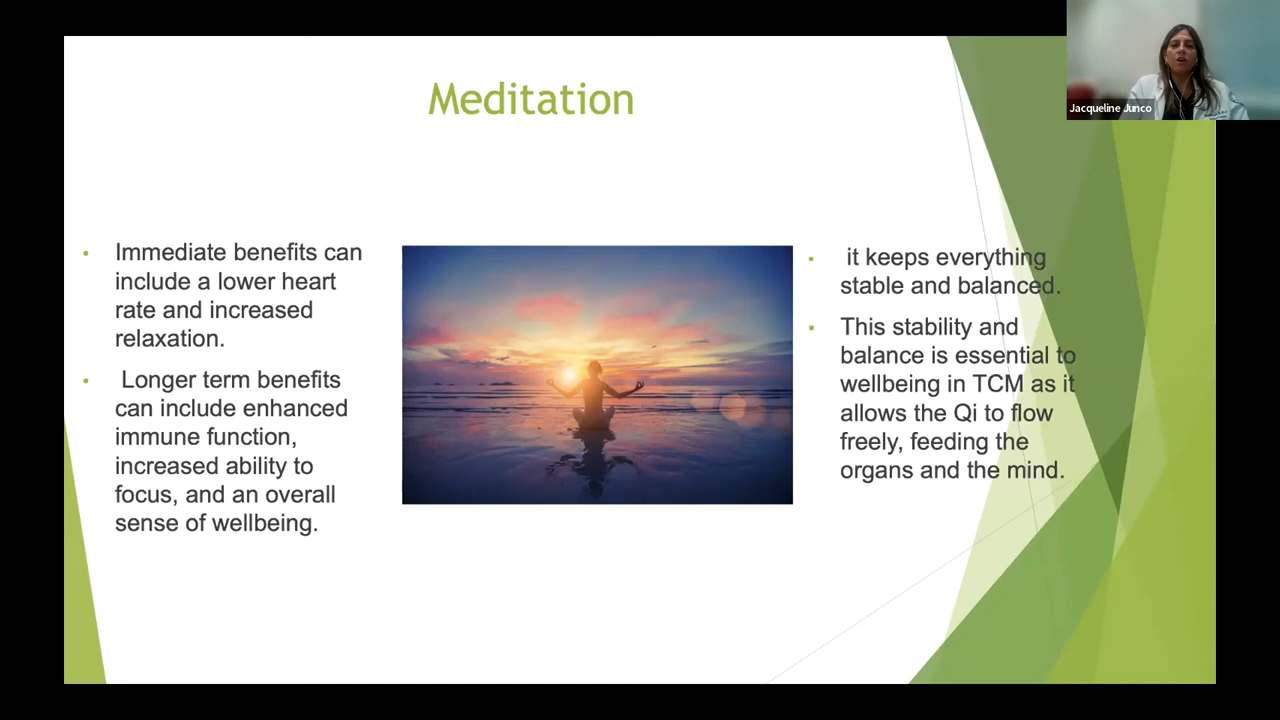 Meditation
Jacqueline Junco
• Immediate benefits can
include a lower heart
rate and increased
relaxation.
• Longer term benefits
can include enhanced
immune function,
increased ability to
focus, and an overall
sense of wellbeing.
• it keeps everything
stable and balanced.
• This stability and
balance is essential to
wellbeing in TCM as it
allows the Qi to flow
freely, feeding the
organs and the mind.